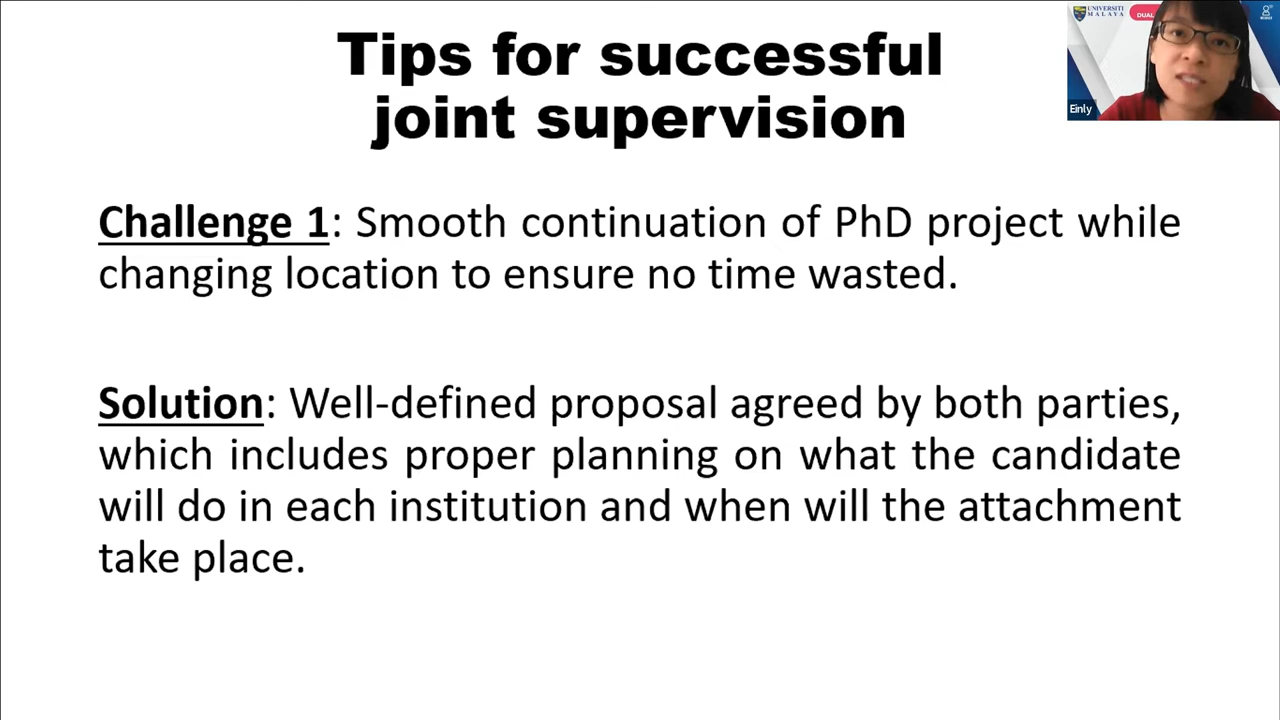 Tips for successful
joint supervision
UNIVERSITI
MALAYA
DUAL
Einly
Challenge 1: Smooth continuation of PhD project while
changing location to ensure no time wasted.
Solution: Well-defined proposal agreed by both parties,
which includes proper planning on what the candidate
will do in each institution and when will the attachment
take place.